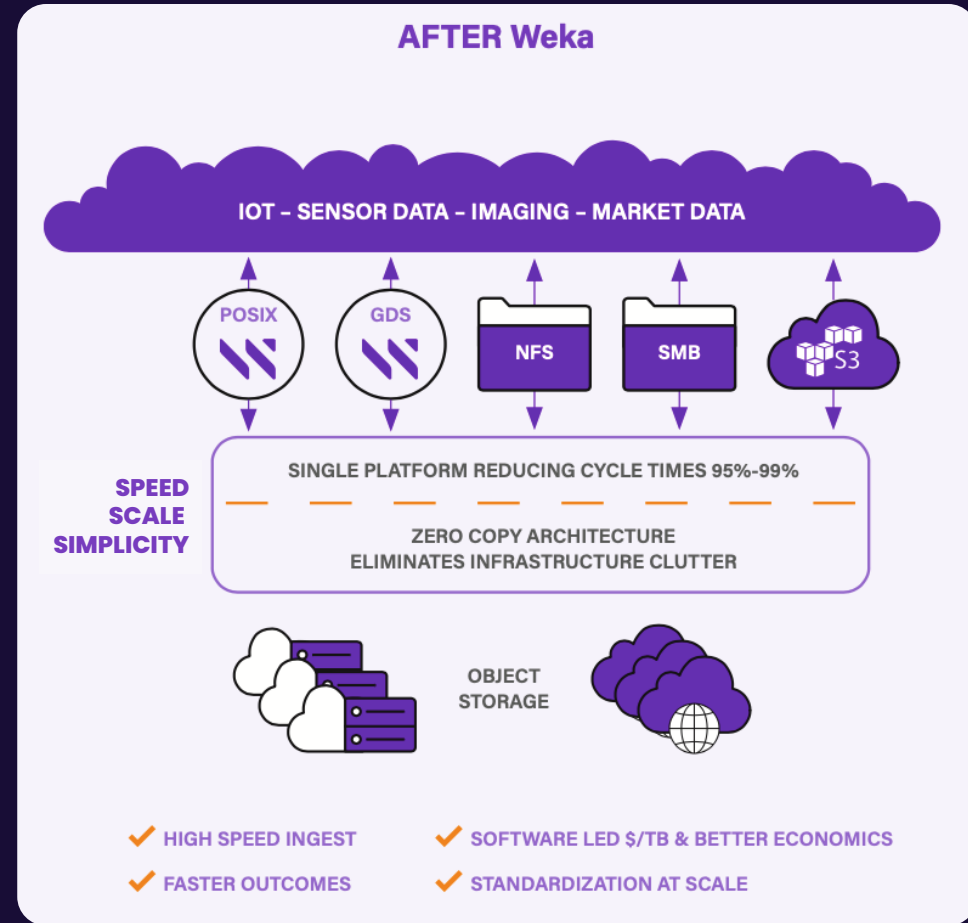 AFTER Weka
IOT – SENSOR DATA – IMAGING – MARKET DATA
POSIX
GDS
NFS
SMB
S3
SPEED
SCALE
SIMPLICITY
SINGLE PLATFORM REDUCING CYCLE TIMES 95%-99%
ZERO COPY ARCHITECTURE
ELIMINATES INFRASTRUCTURE CLUTTER
OBJECT
STORAGE
HIGH SPEED INGEST
SOFTWARE LED $/TB & BETTER ECONOMICS
FASTER OUTCOMES
STANDARDIZATION AT SCALE